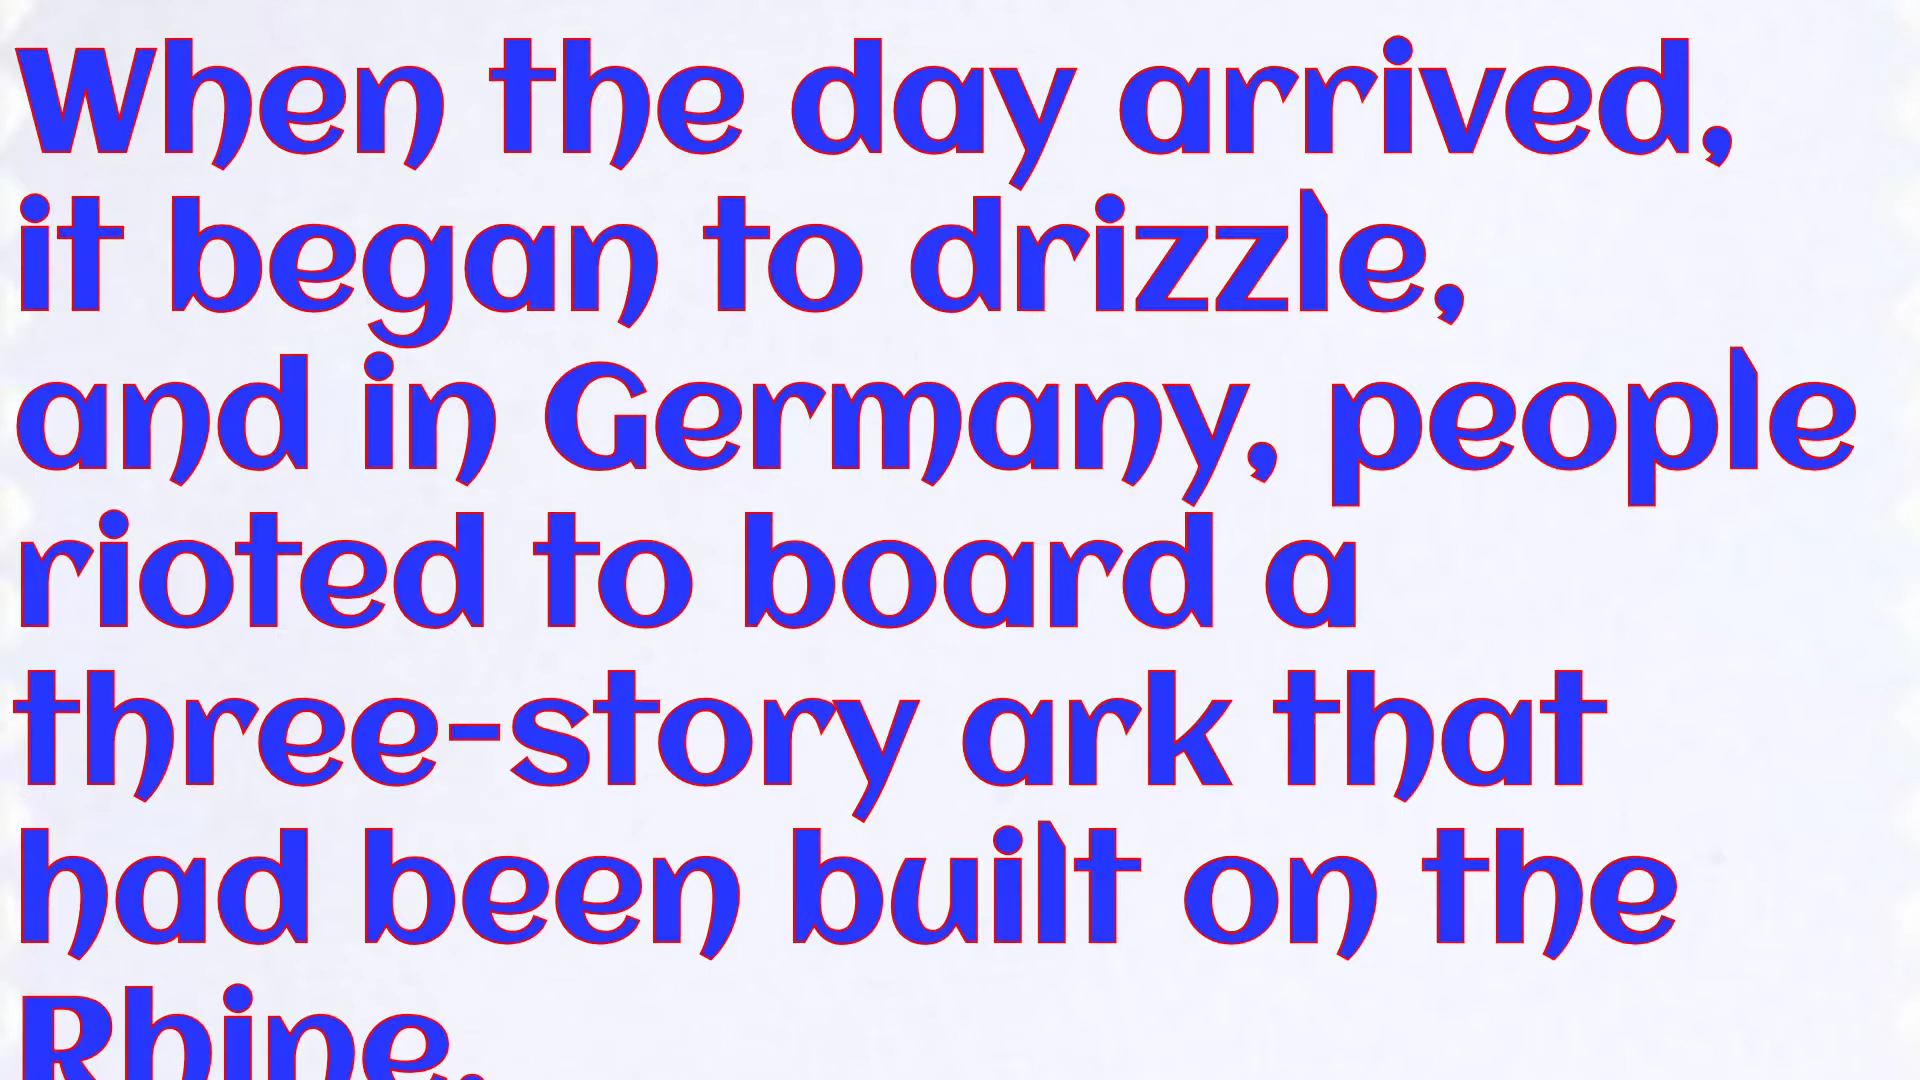 When the day arrived,
it began to drizzle,
and in Germany, people
rioted to board a
three-story ark that
had been built on the
Rhine.